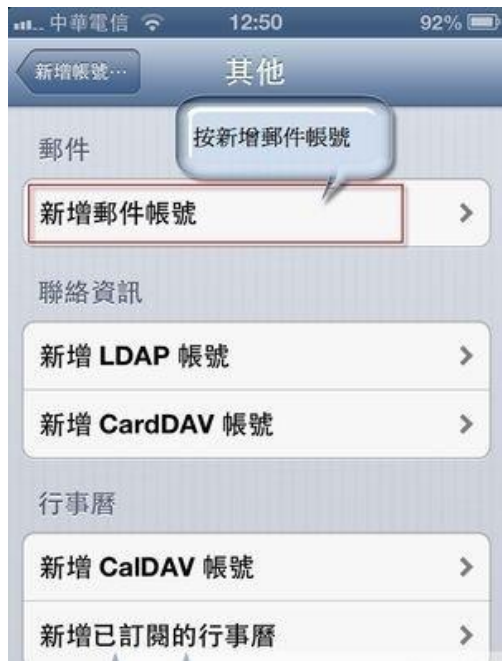 中華電信 12:50 92%
新增帳號… 其他
按新增郵件帳號
郵件
新增郵件帳號
聯絡資訊
新增 LDAP 帳號
新增 CardDAV 帳號
行事曆
新增 CalDAV 帳號
新增已訂閱的行事曆